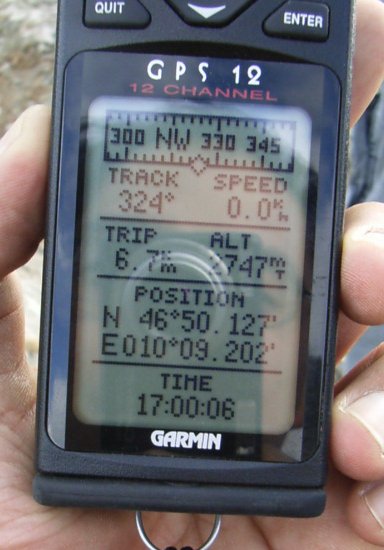 QUIT
ENTER
GPS 12
12 CHANNEL
300 NW 330 345
TRACK SPEED
324° 0.0 K/h
TRIP ALT
6.7 km 2747 m
POSITION
N 46°50.127'
E010°09.202'
TIME
17:00:06
GARMIN